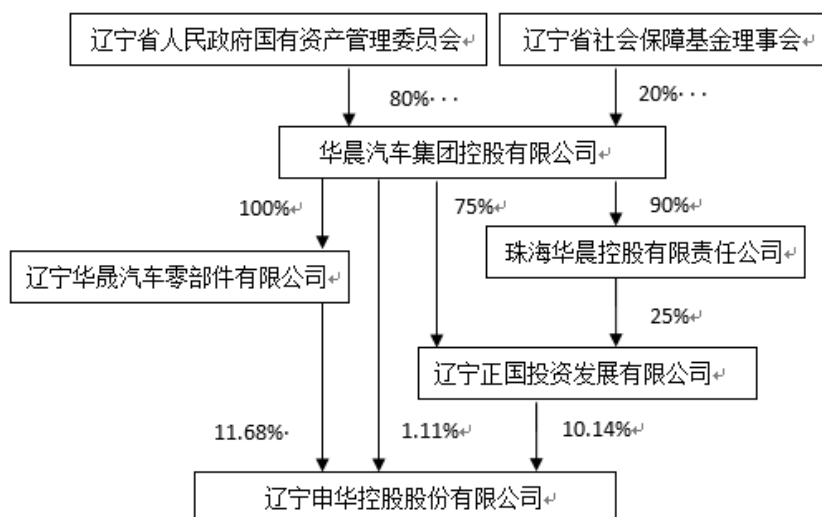 辽宁省人民政府国有资产管理委员会↵
辽宁省社会保障基金理事会↵
80%···
20%···
华晨汽车集团控股有限公司↵
100%↵
75%↵
90%↵
辽宁华晟汽车零部件有限公司↵
珠海华晨控股有限责任公司↵
25%↵
辽宁正国投资发展有限公司↵
11.68%·
1.11%↵
10.14%↵
辽宁申华控股股份有限公司↵